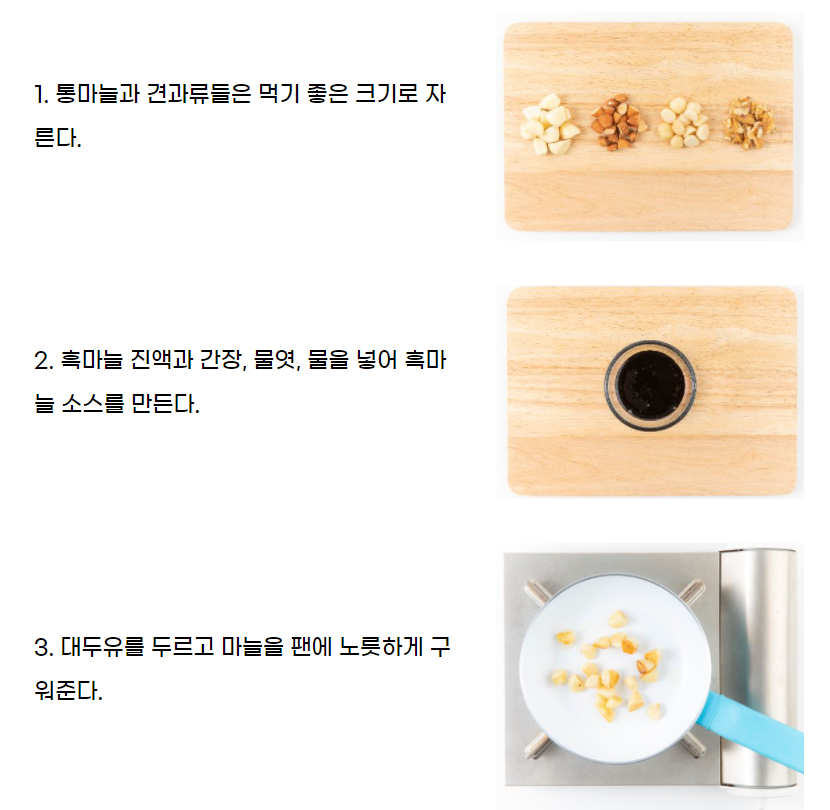 1. 통마늘과 견과류들은 먹기 좋은 크기로 자
른다.
2. 흑마늘 진액과 간장, 물엿, 물을 넣어 흑마
늘 소스를 만든다.
3. 대두유를 두르고 마늘을 팬에 노릇하게 구
워준다.